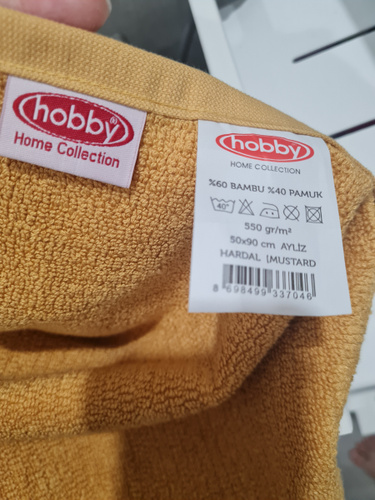 hobby®
Home Collection
hobby
HOME COLLECTION
%60 BAMBU %40 PAMUK
40°
550 gr/m²
50x90 cm AYLİZ
HARDAL |MUSTARD
8 698499 337046